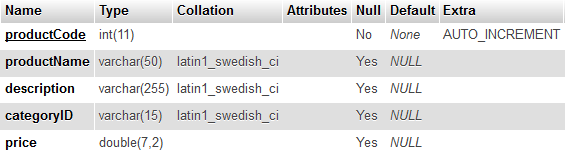 Name Type Collation Attributes Null Default Extra
productCode int(11) No None AUTO_INCREMENT
productName varchar(50) latin1_swedish_ci Yes NULL
description varchar(255) latin1_swedish_ci Yes NULL
categoryID varchar(15) latin1_swedish_ci Yes NULL
price double(7,2) Yes NULL